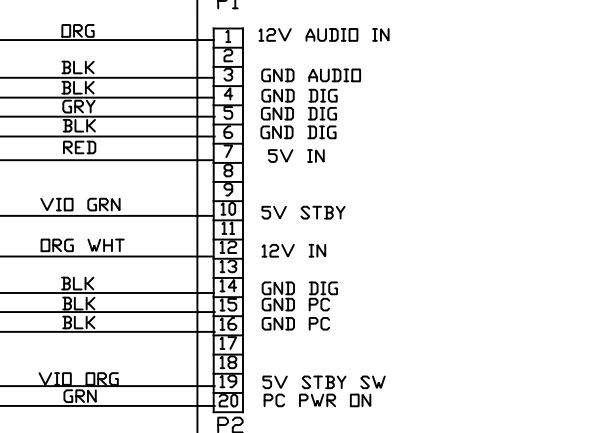 P1
ORG 1 12V AUDIO IN
2
BLK 3 GND AUDIO
BLK 4 GND DIG
GRY 5 GND DIG
BLK 6 GND DIG
RED 7 5V IN
8
9
VIO GRN 10 5V STBY
11
ORG WHT 12 12V IN
13
BLK 14 GND DIG
BLK 15 GND PC
BLK 16 GND PC
17
18
VIO ORG 19 5V STBY SW
GRN 20 PC PWR ON
P2